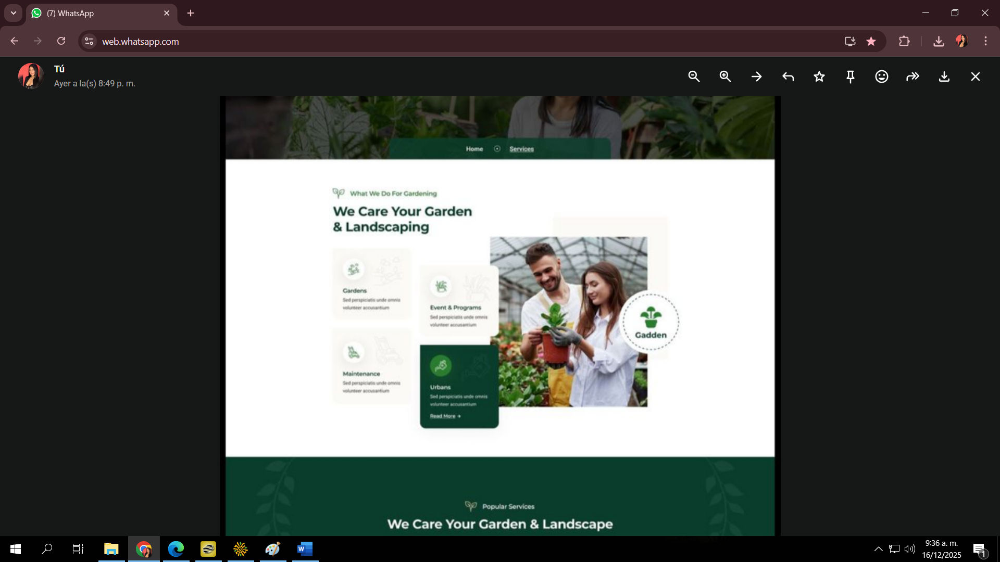 (7) WhatsApp
web.whatsapp.com
Tú
Ayer a la(s) 8:49 p. m.
Home
Services
What We Do For Gardening
We Care Your Garden
& Landscaping
Gardens
Sed perspiciatis unde omnis
volunteer accusantium
Event & Programs
Sed perspiciatis unde omnis
volunteer accusantium
Maintenance
Sed perspiciatis unde omnis
volunteer accusantium
Urbans
Sed perspiciatis unde omnis
volunteer accusantium
Read More
Gadden
Popular Services
We Care Your Garden & Landscape
W
9:36 a. m.
16/12/2025
1